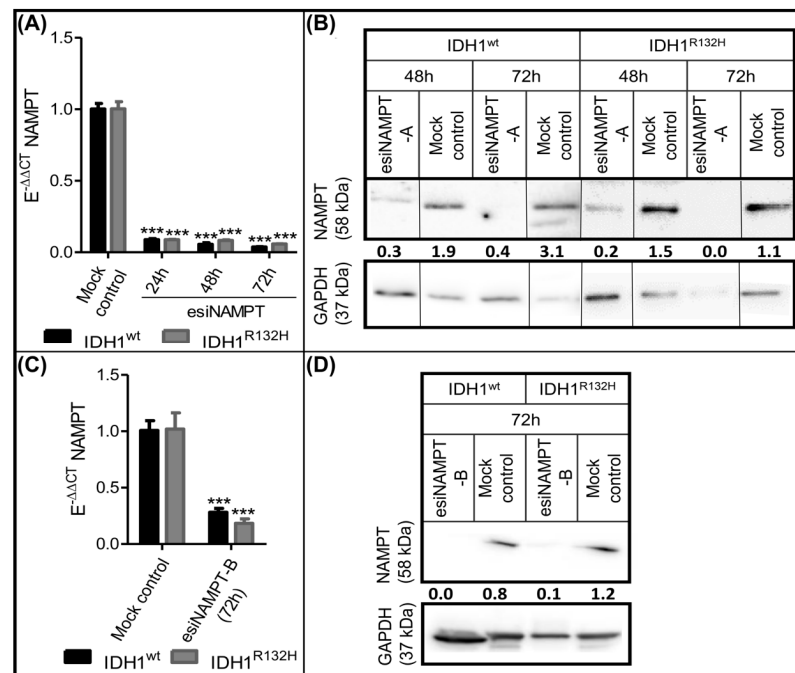 (A)
E-ΔΔCT NAMPT
1.5
1.0
0.5
0.0
*** *** *** *** *** ***
Mock control
24h
48h
72h
esiNAMPT
IDH1wt
IDH1R132H
(B)
IDH1wt IDH1R132H
48h 72h 48h 72h
esiNAMPT -A
Mock control
esiNAMPT -A
Mock control
esiNAMPT -A
Mock control
esiNAMPT -A
Mock control
NAMPT (58 kDa)
0.3 1.9 0.4 3.1 0.2 1.5 0.0 1.1
GAPDH (37 kDa)
(C)
E-ΔΔCT NAMPT
1.5
1.0
0.5
0.0
*** ***
Mock control
esiNAMPT-B (72h)
IDH1wt
IDH1R132H
(D)
IDH1wt IDH1R132H
72h
esiNAMPT -B
Mock control
esiNAMPT -B
Mock control
NAMPT (58 kDa)
0.0 0.8 0.1 1.2
GAPDH (37 kDa)